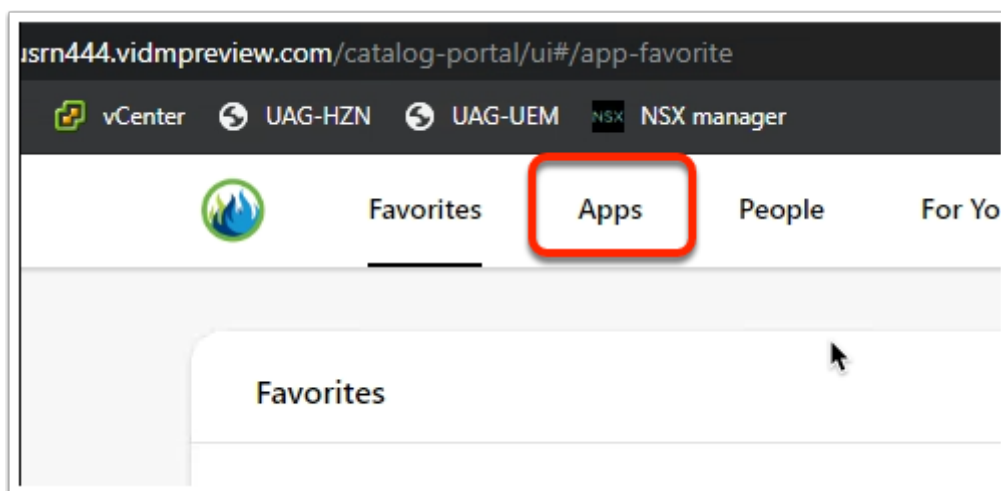 usrn444.vidmpreview.com/catalog-portal/ui#/app-favorite
vCenter UAG-HZN UAG-UEM NSX NSX manager
Favorites Apps People For Yo
Favorites